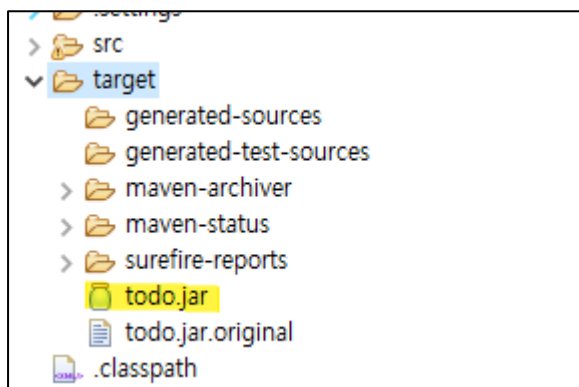 .settings
src
target
generated-sources
generated-test-sources
maven-archiver
maven-status
surefire-reports
todo.jar
todo.jar.original
.classpath